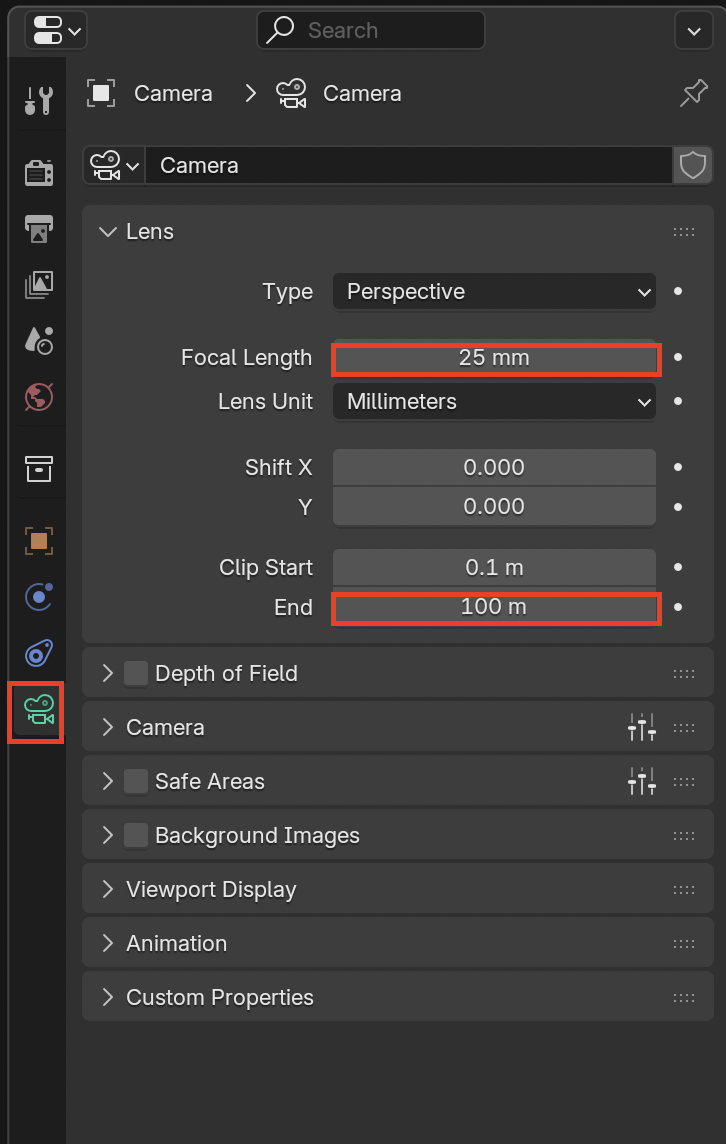 Search
Camera > Camera
Camera
Lens
Type Perspective
Focal Length 25 mm
Lens Unit Millimeters
Shift X 0.000
Y 0.000
Clip Start 0.1 m
End 100 m
Depth of Field
Camera
Safe Areas
Background Images
Viewport Display
Animation
Custom Properties